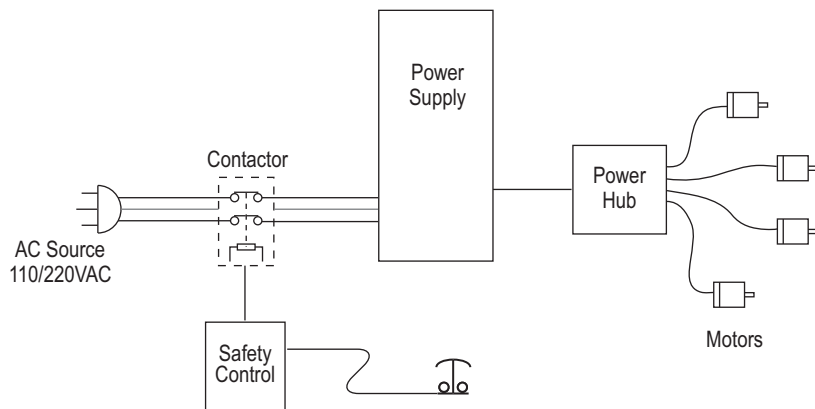 Power
Supply
Contactor
Power
Hub
AC Source
110/220VAC
Safety
Control
Motors